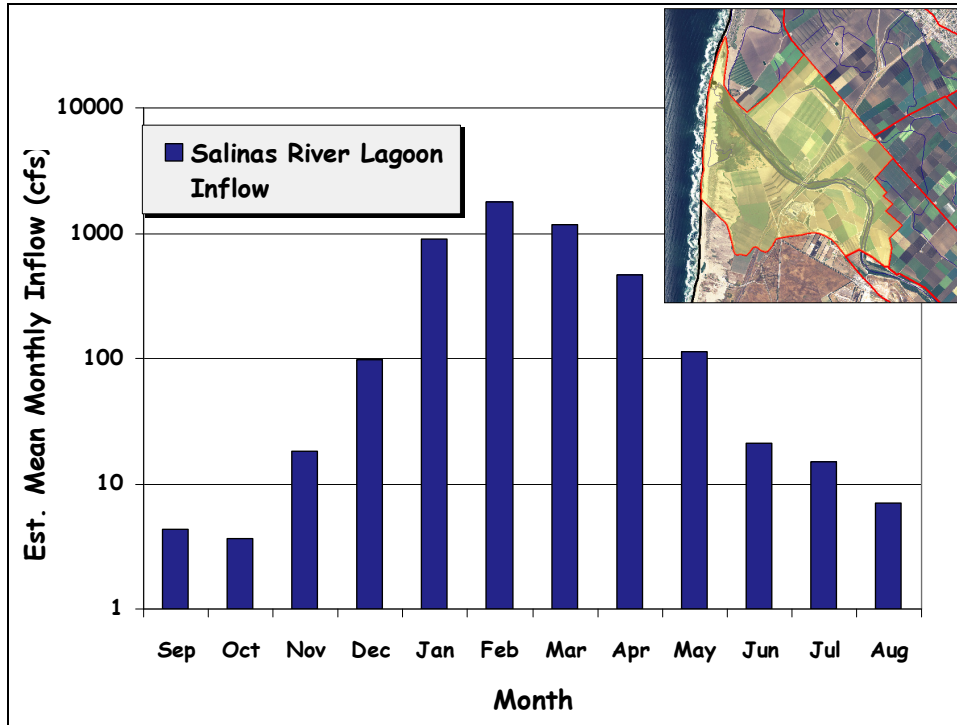 Est. Mean Monthly Inflow (cfs)
10000
1000
100
10
1
Salinas River Lagoon
Inflow
Sep Oct Nov Dec Jan Feb Mar Apr May Jun Jul Aug
Month